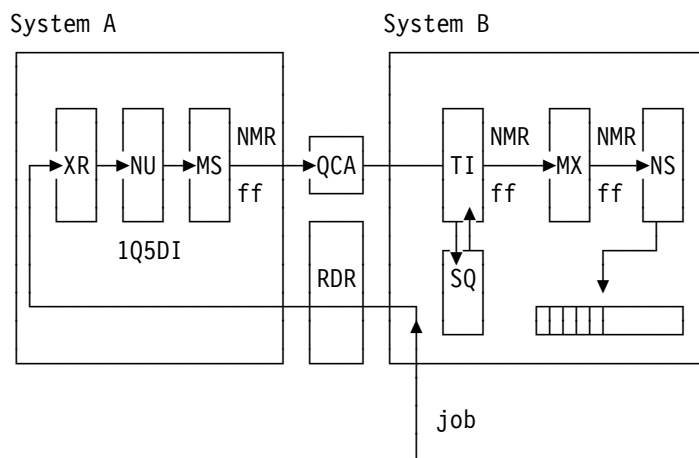 System A
System B
XR
NU
MS
NMR
ff
QCA
TI
NMR
ff
MX
NMR
ff
NS
1Q5DI
RDR
SQ
job